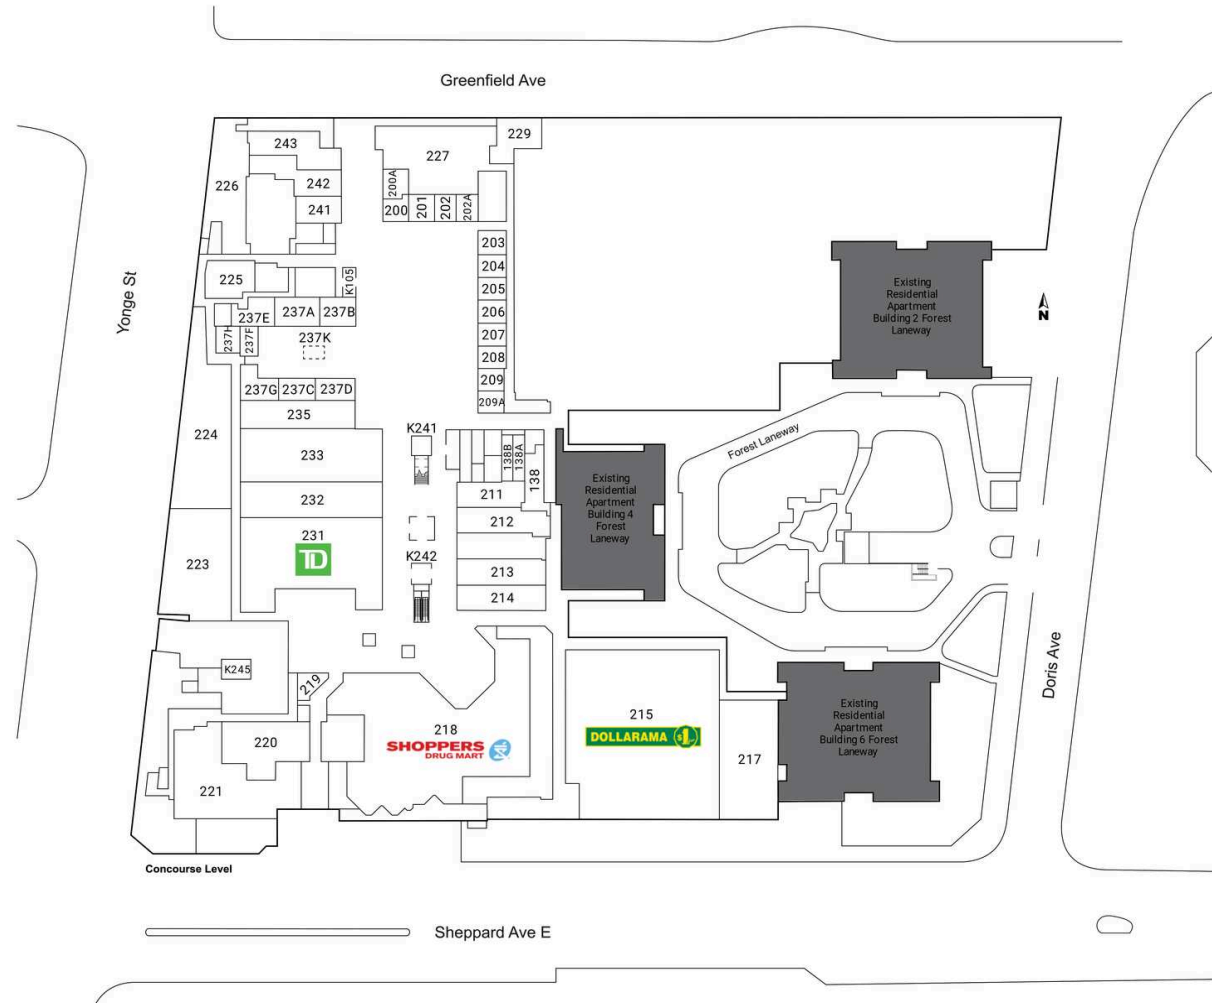 Greenfield Ave
243
229
227
242
226
200A
241
200
201
202
202A
203
204
225
K105
205
Existing
Residential
Apartment
Building 2 Forest
Laneway
N
Yonge St
237E
237A
237B
206
237H
237F
237K
207
208
209
237G
237C
237D
209A
235
K241
224
233
138B
138A
138
Forest Laneway
Existing
Residential
Apartment
Building 4
Forest
Laneway
211
232
212
231
TD
K242
223
213
214
K245
219
Doris Ave
215
DOLLARAMA $1
218
SHOPPERS
DRUG MART
220
217
221
Existing
Residential
Apartment
Building 6 Forest
Laneway
Concourse Level
Sheppard Ave E